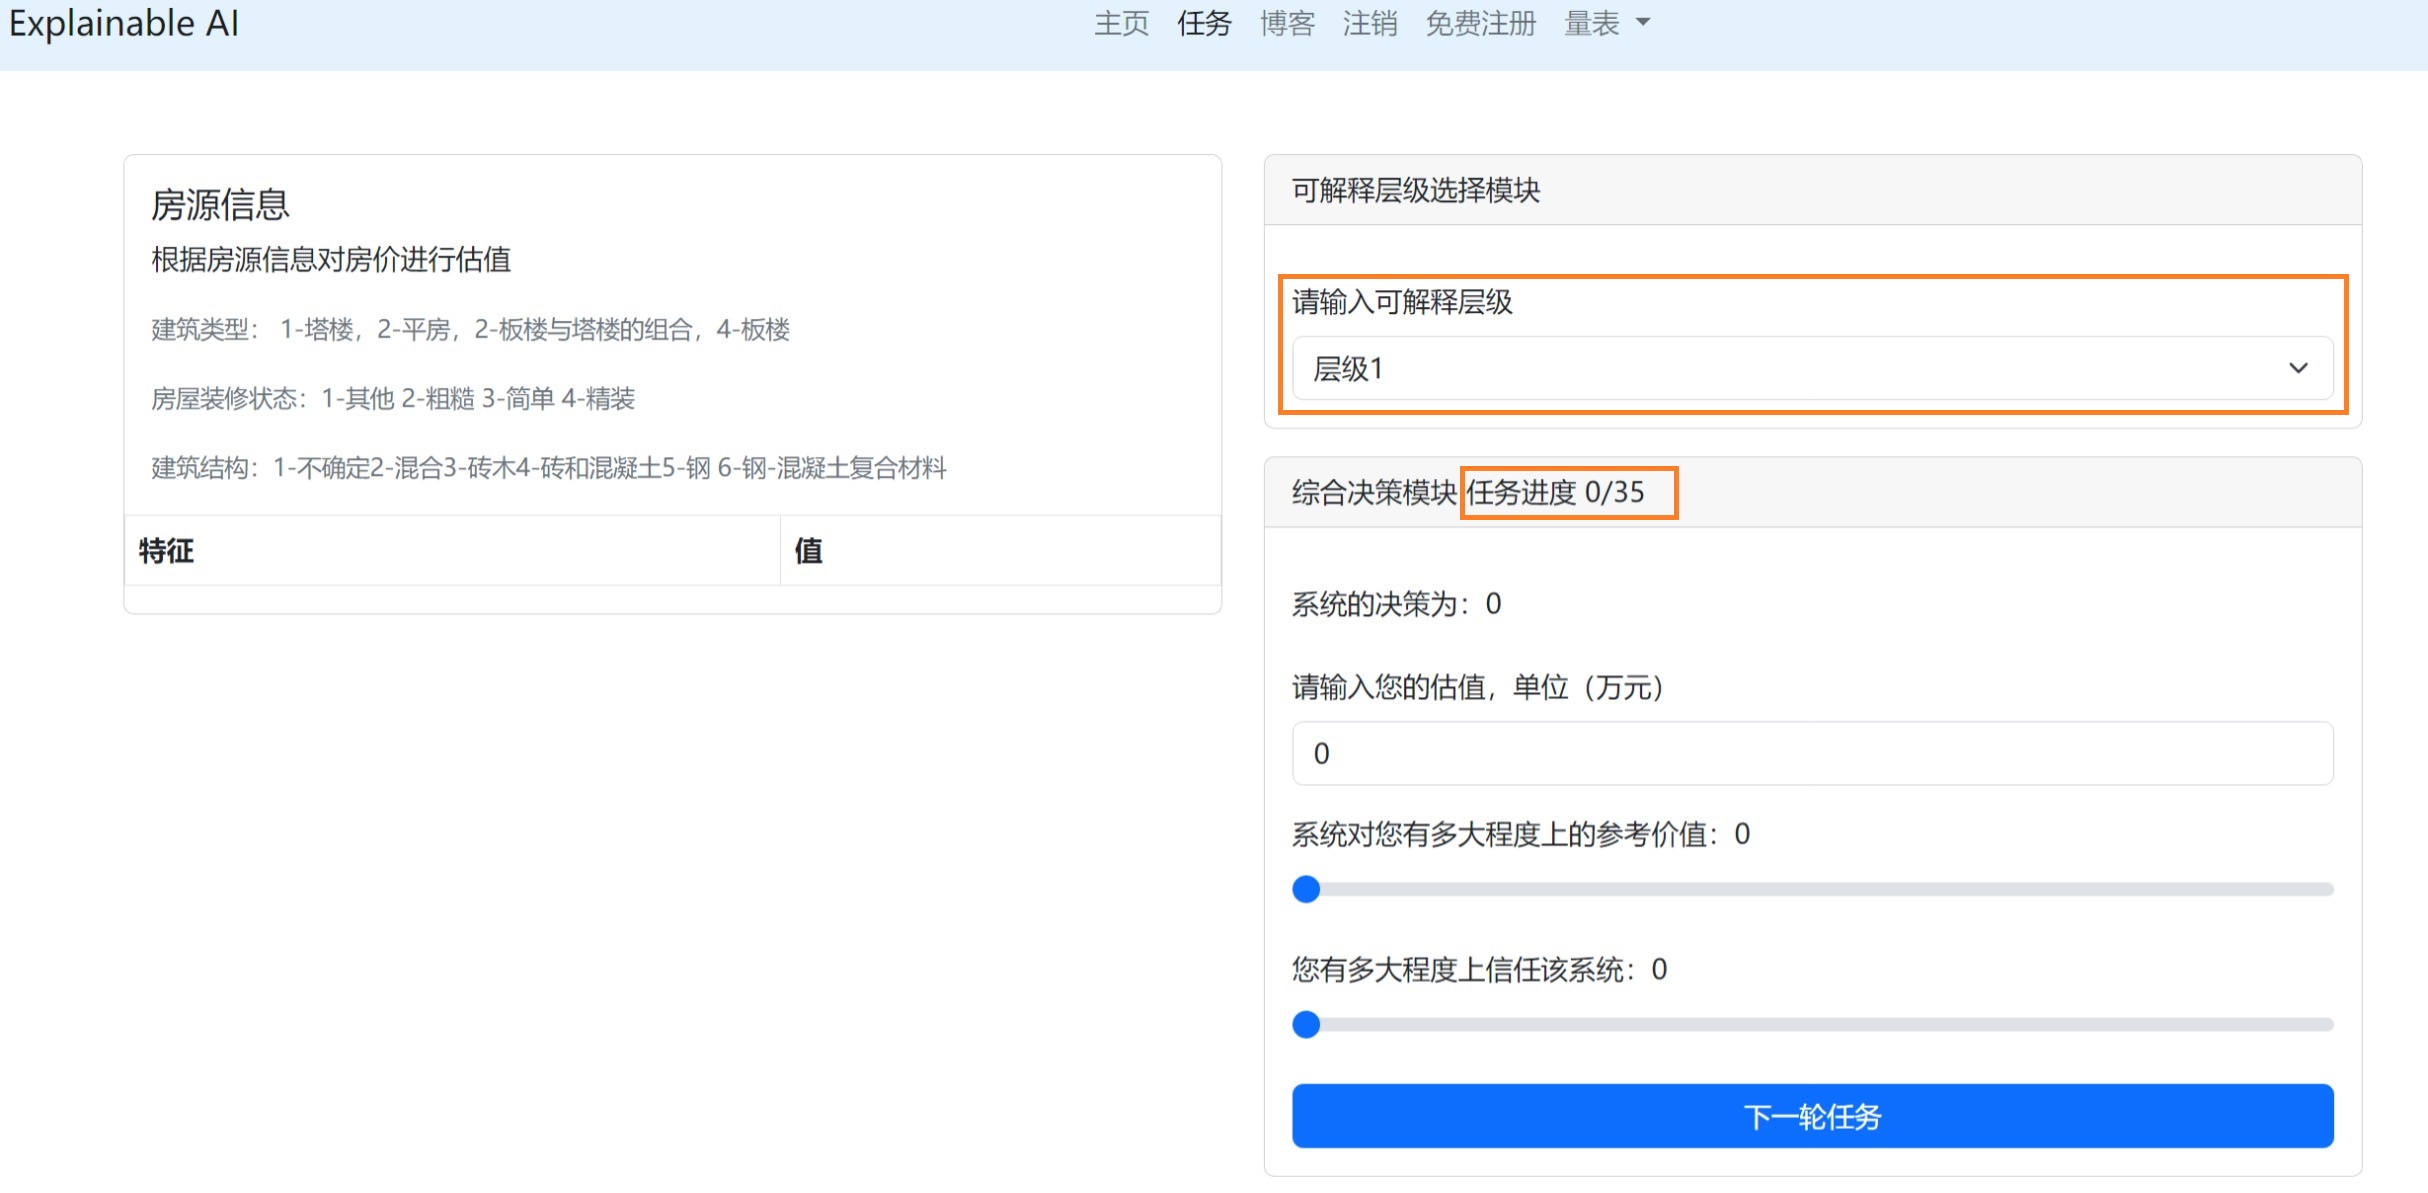 Explainable AI
主页 任务 博客 注销 免费注册 量表
房源信息
根据房源信息对房价进行估值
建筑类型： 1-塔楼，2-平房，2-板楼与塔楼的组合，4-板楼
房屋装修状态：1-其他 2-粗糙 3-简单 4-精装
建筑结构：1-不确定2-混合3-砖木4-砖和混凝土5-钢 6-钢-混凝土复合材料
特征 值
可解释层级选择模块
请输入可解释层级
层级1
综合决策模块 任务进度 0/35
系统的决策为：0
请输入您的估值，单位（万元）
0
系统对您有多大程度上的参考价值：0
您有多大程度上信任该系统：0
下一轮任务